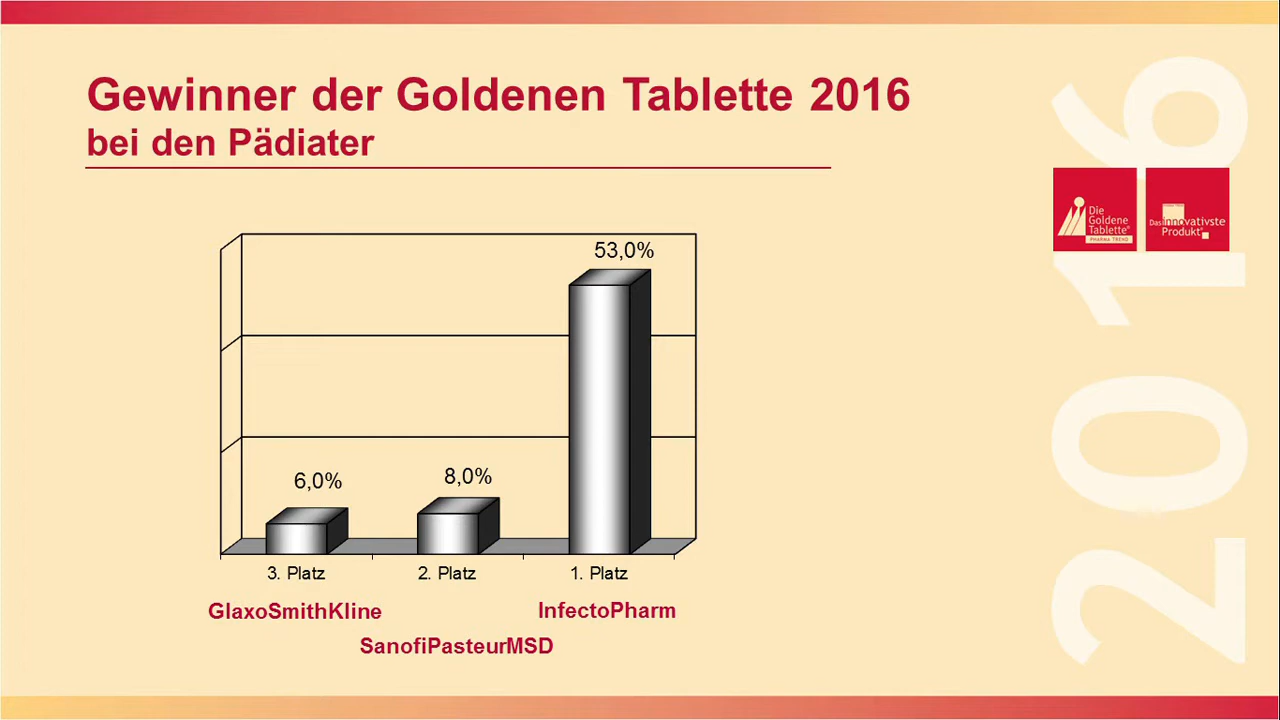 Gewinner der Goldenen Tablette 2016
bei den Pädiater
2016
Die
Goldene
Tablette®
PHARMA TREND
Das innovativste
Produkt®
53,0%
6,0%
8,0%
3. Platz
2. Platz
1. Platz
GlaxoSmithKline
InfectoPharm
SanofiPasteurMSD